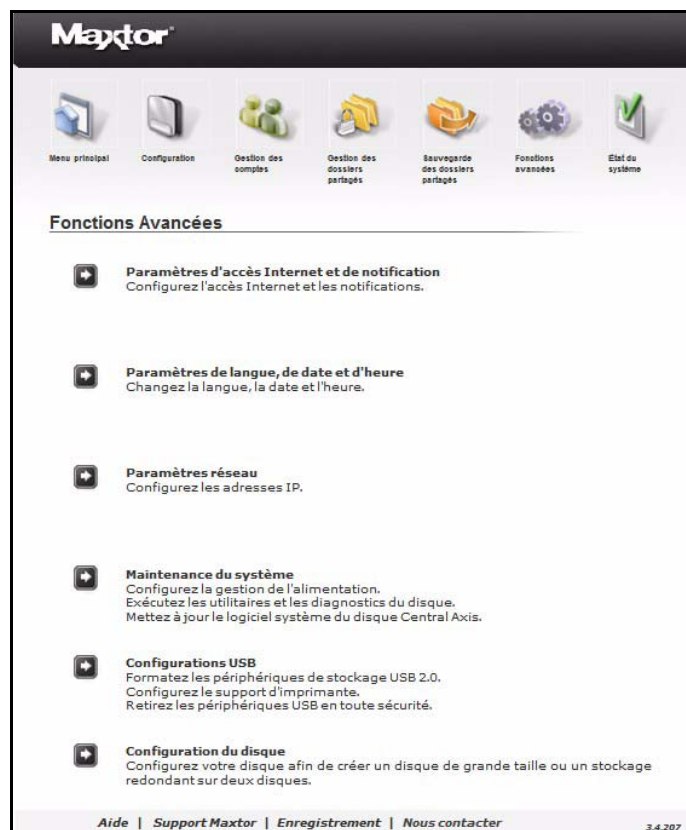 Maxtor
Menu principal
Configuration
Gestion des
comptes
Gestion des
dossiers
partagés
Sauvegarde
des dossiers
partagés
Fonctions
avancées
État du
système
Fonctions Avancées
Paramètres d'accès Internet et de notification
Configurez l'accès Internet et les notifications.
Paramètres de langue, de date et d'heure
Changez la langue, la date et l'heure.
Paramètres réseau
Configurez les adresses IP.
Maintenance du système
Configurez la gestion de l'alimentation.
Exécutez les utilitaires et les diagnostics du disque.
Mettez à jour le logiciel système du disque Central Axis.
Configurations USB
Formatez les périphériques de stockage USB 2.0.
Configurez le support d'imprimante.
Retirez les périphériques USB en toute sécurité.
Configuration du disque
Configurez votre disque afin de créer un disque de grande taille ou un stockage
redondant sur deux disques.
Aide | Support Maxtor | Enregistrement | Nous contacter
3.4.207